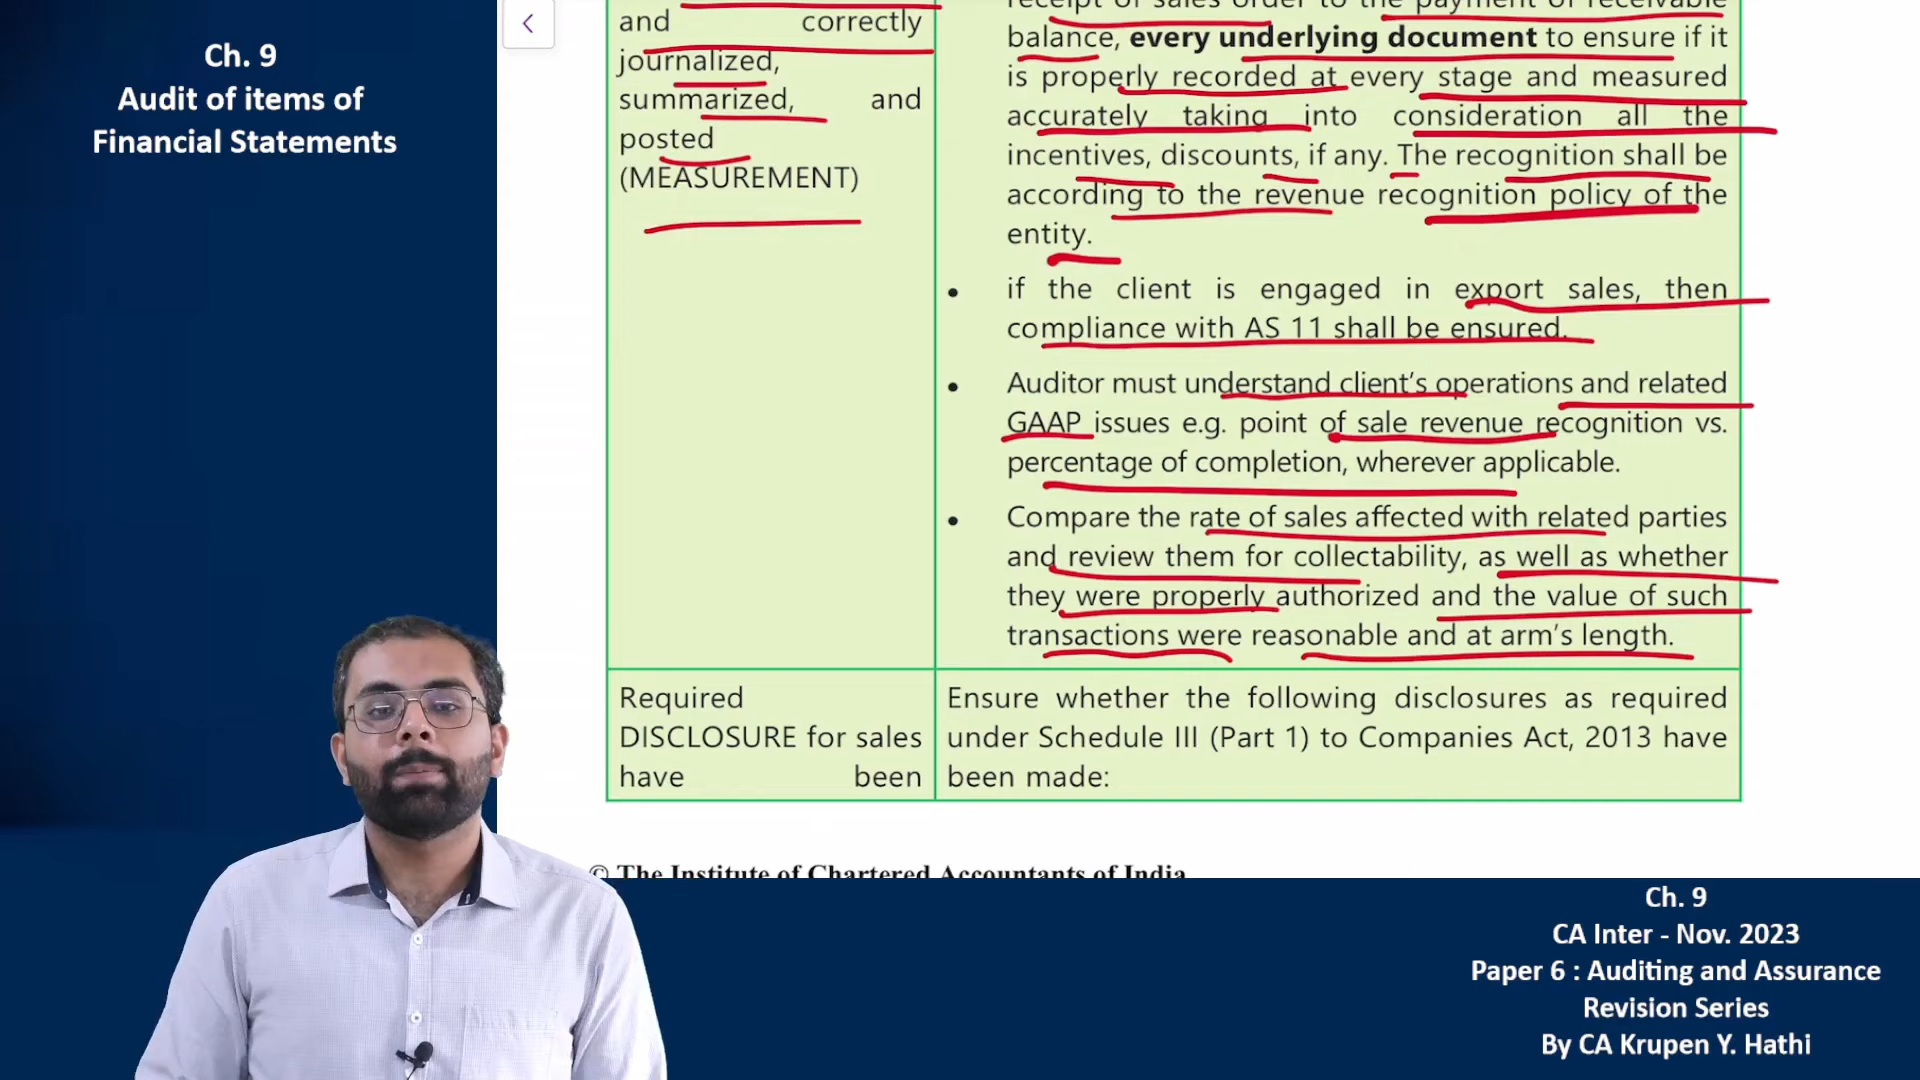 Ch. 9
Audit of items of
Financial Statements
and correctly
journalized,
summarized, and
posted
(MEASUREMENT)
receipt of sales order to the payment of receivable
balance, every underlying document to ensure if it
is properly recorded at every stage and measured
accurately taking into consideration all the
incentives, discounts, if any. The recognition shall be
according to the revenue recognition policy of the
entity.
• if the client is engaged in export sales, then
compliance with AS 11 shall be ensured.
• Auditor must understand client's operations and related
GAAP issues e.g. point of sale revenue recognition vs.
percentage of completion, wherever applicable.
• Compare the rate of sales affected with related parties
and review them for collectability, as well as whether
they were properly authorized and the value of such
transactions were reasonable and at arm's length.
Required
DISCLOSURE for sales
have been
Ensure whether the following disclosures as required
under Schedule III (Part 1) to Companies Act, 2013 have
been made:
© The Institute of Chartered Accountants of India
Ch. 9
CA Inter - Nov. 2023
Paper 6 : Auditing and Assurance
Revision Series
By CA Krupen Y. Hathi